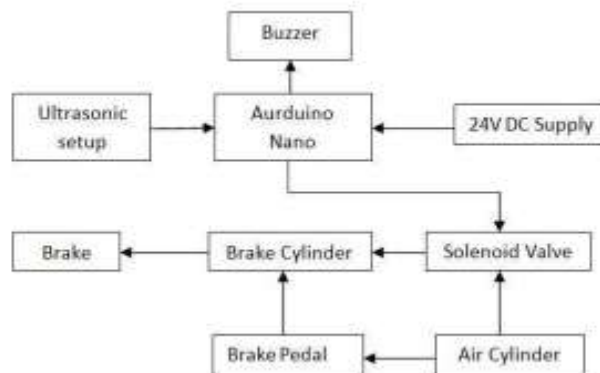 Buzzer
Ultrasonic
setup
Aurduino
Nano
24V DC Supply
Brake
Brake Cylinder
Solenoid Valve
Brake Pedal
Air Cylinder